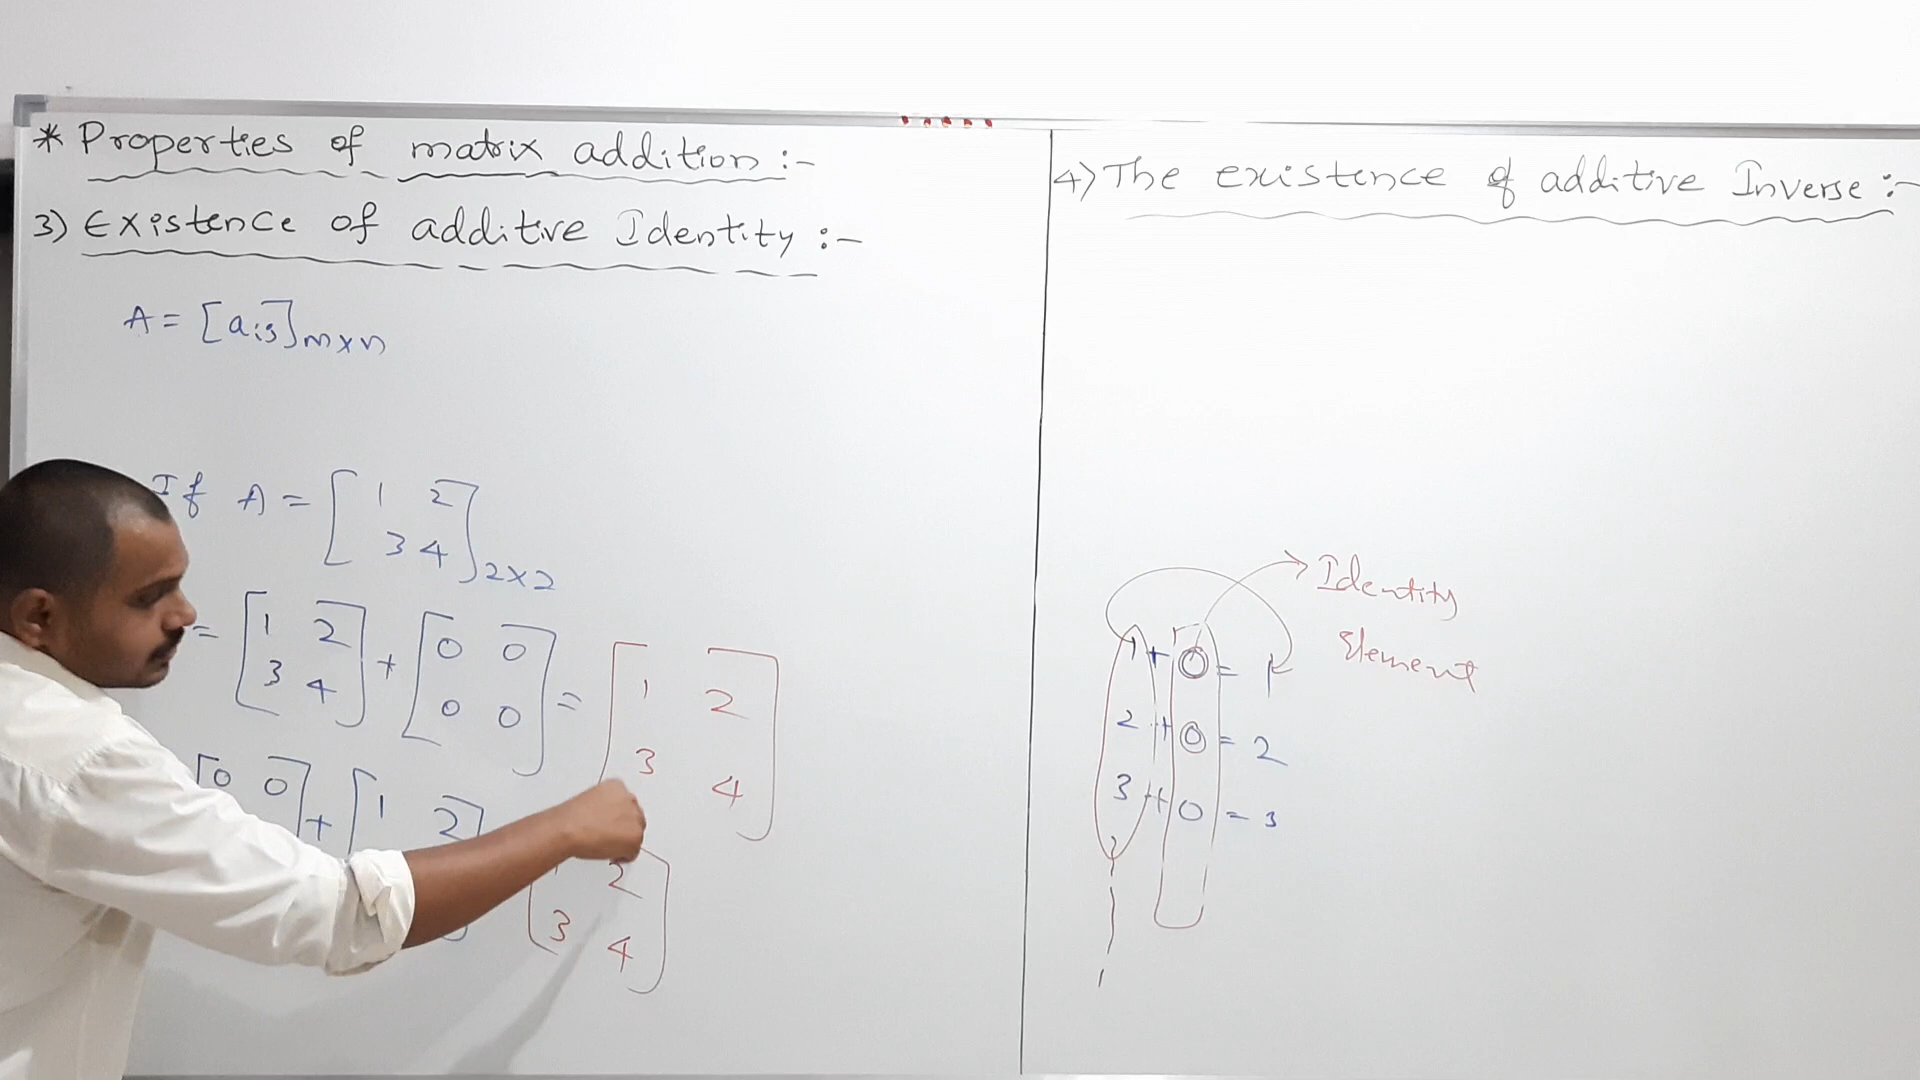 * Properties of matrix addition :-
3) Existence of additive Identity :-
A = [aij]m×n
If A = [ 1 2
3 4 ]2×2
= [ 1 2
3 4 ] + [ 0 0
0 0 ] = [ 1 2
3 4 ]
[ 0 0 ] + [ 1 2
2
3 4 ]
4) The existence of additive Inverse :-
Identity
Element
1 + 0 = 1
2 + 0 = 2
3 + 0 = 3